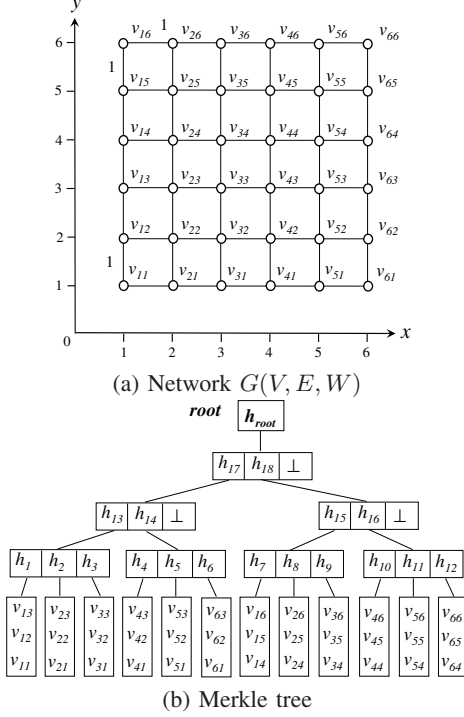 y
v16 1 v26 v36 v46 v56 v66
6
1
v15 v25 v35 v45 v55 v65
5
v14 v24 v34 v44 v54 v64
4
v13 v23 v33 v43 v53 v63
3
v12 v22 v32 v42 v52 v62
2
1
v11 v21 v31 v41 v51 v61
1
0
x
1 2 3 4 5 6
(a) Network G(V, E, W)
root hroot
h17 h18 ⊥
h13 h14 ⊥ h15 h16 ⊥
h1 h2 h3 h4 h5 h6 h7 h8 h9 h10 h11 h12
v13 v23 v33 v43 v53 v63 v16 v26 v36 v46 v56 v66
v12 v22 v32 v42 v52 v62 v15 v25 v35 v45 v55 v65
v11 v21 v31 v41 v51 v61 v14 v24 v34 v44 v54 v64
(b) Merkle tree